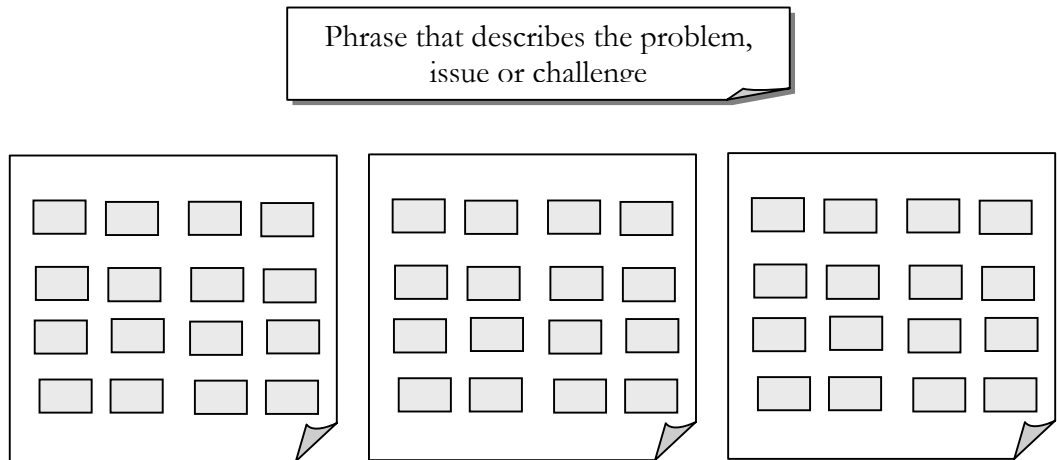 Phrase that describes the problem,
issue or challenge